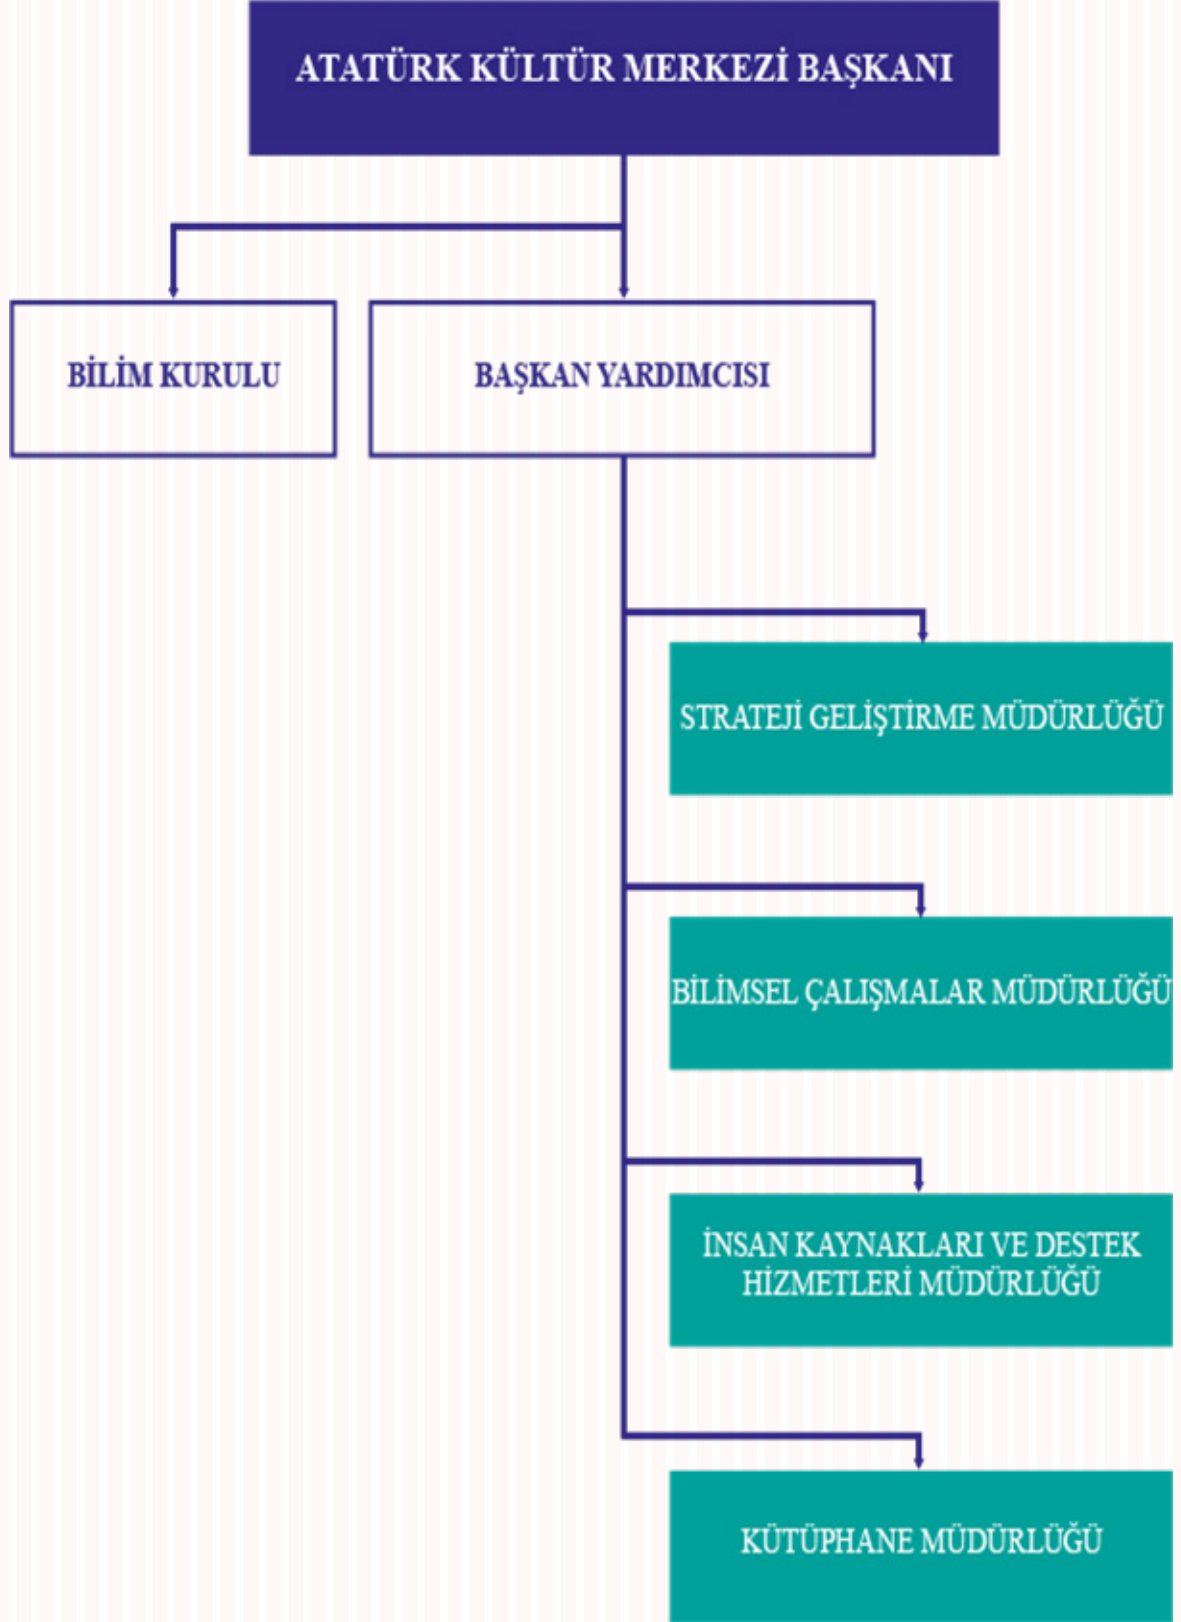 ATATÜRK KÜLTÜR MERKEZİ BAŞKANI
BİLİM KURULU
BAŞKAN YARDIMCISI
STRATEJİ GELİŞTİRME MÜDÜRLÜĞÜ
BİLİMSEL ÇALIŞMALAR MÜDÜRLÜĞÜ
İNSAN KAYNAKLARI VE DESTEK
HİZMETLERİ MÜDÜRLÜĞÜ
KÜTÜPHANE MÜDÜRLÜĞÜ